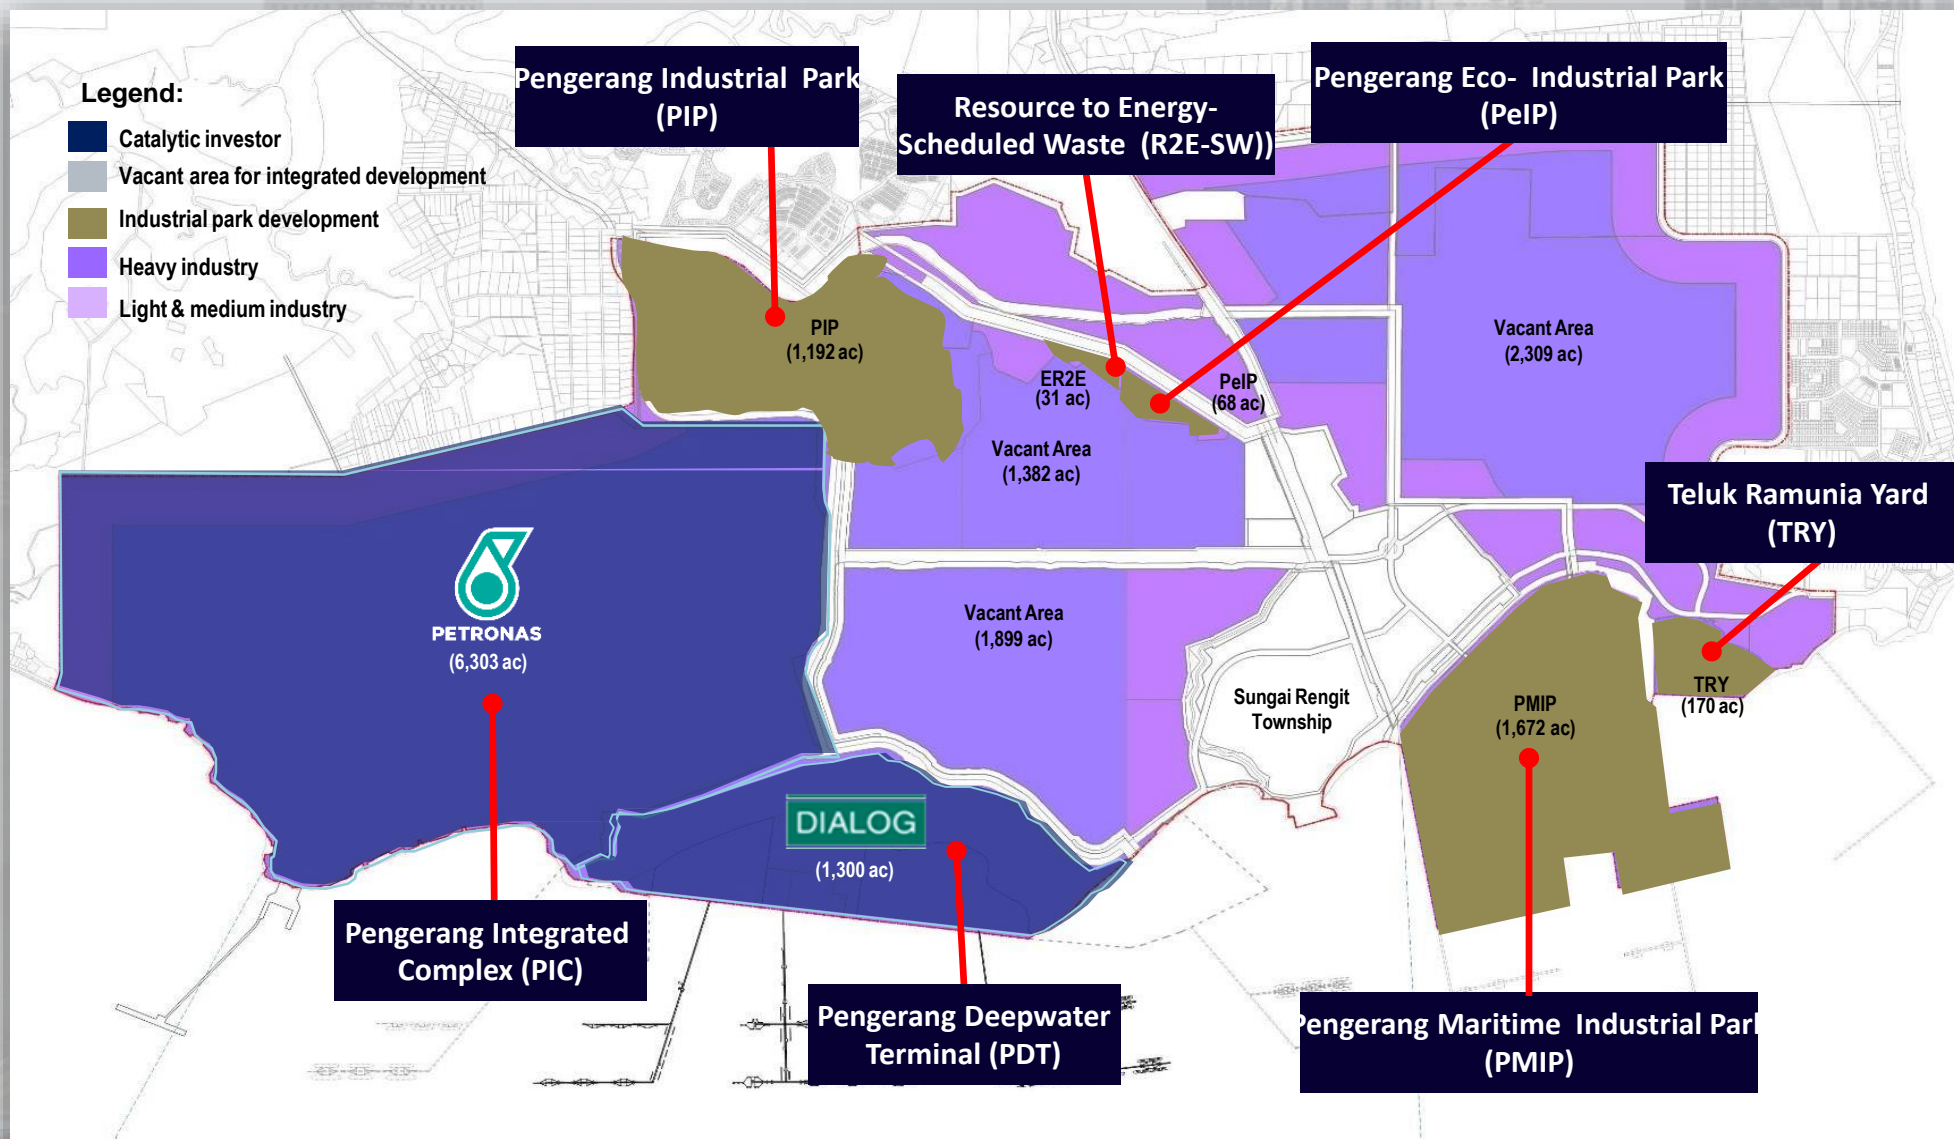 Legend:
Catalytic investor
Vacant area for integrated development
Industrial park development
Heavy industry
Light & medium industry
Pengerang Industrial Park
(PIP)
Resource to Energy-
Scheduled Waste (R2E-SW))
Pengerang Eco- Industrial Park
(PeIP)
PIP
(1,192 ac)
ER2E
(31 ac)
PeIP
(68 ac)
Vacant Area
(2,309 ac)
Vacant Area
(1,382 ac)
Teluk Ramunia Yard
(TRY)
PETRONAS
(6,303 ac)
Vacant Area
(1,899 ac)
Sungai Rengit
Township
PMIP
(1,672 ac)
TRY
(170 ac)
DIALOG
(1,300 ac)
Pengerang Integrated
Complex (PIC)
Pengerang Deepwater
Terminal (PDT)
Pengerang Maritime Industrial Park
(PMIP)